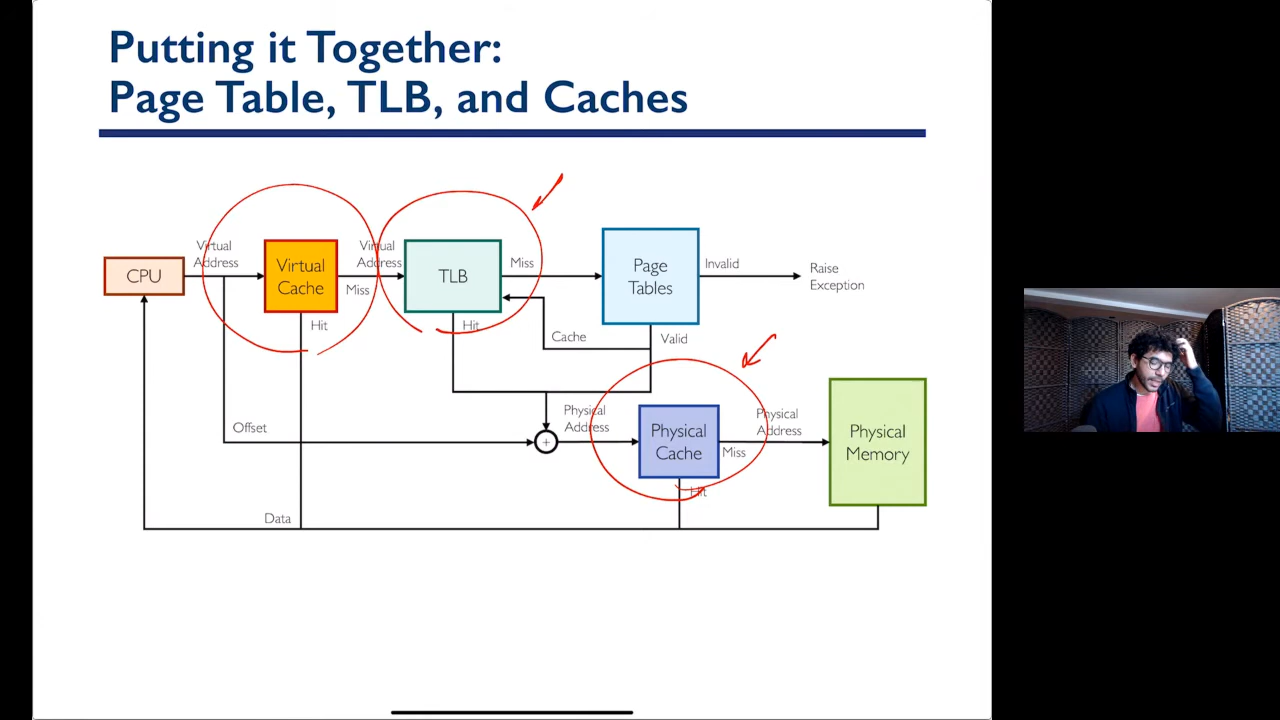 Putting it Together:
Page Table, TLB, and Caches
CPU
Virtual
Address
Virtual
Cache
Hit
Virtual
Address
Miss
TLB
Hit
Miss
Page
Tables
Invalid
Raise
Exception
Cache
Valid
Offset
+
Physical
Address
Physical
Cache
Hit
Physical
Address
Miss
Physical
Memory
Data